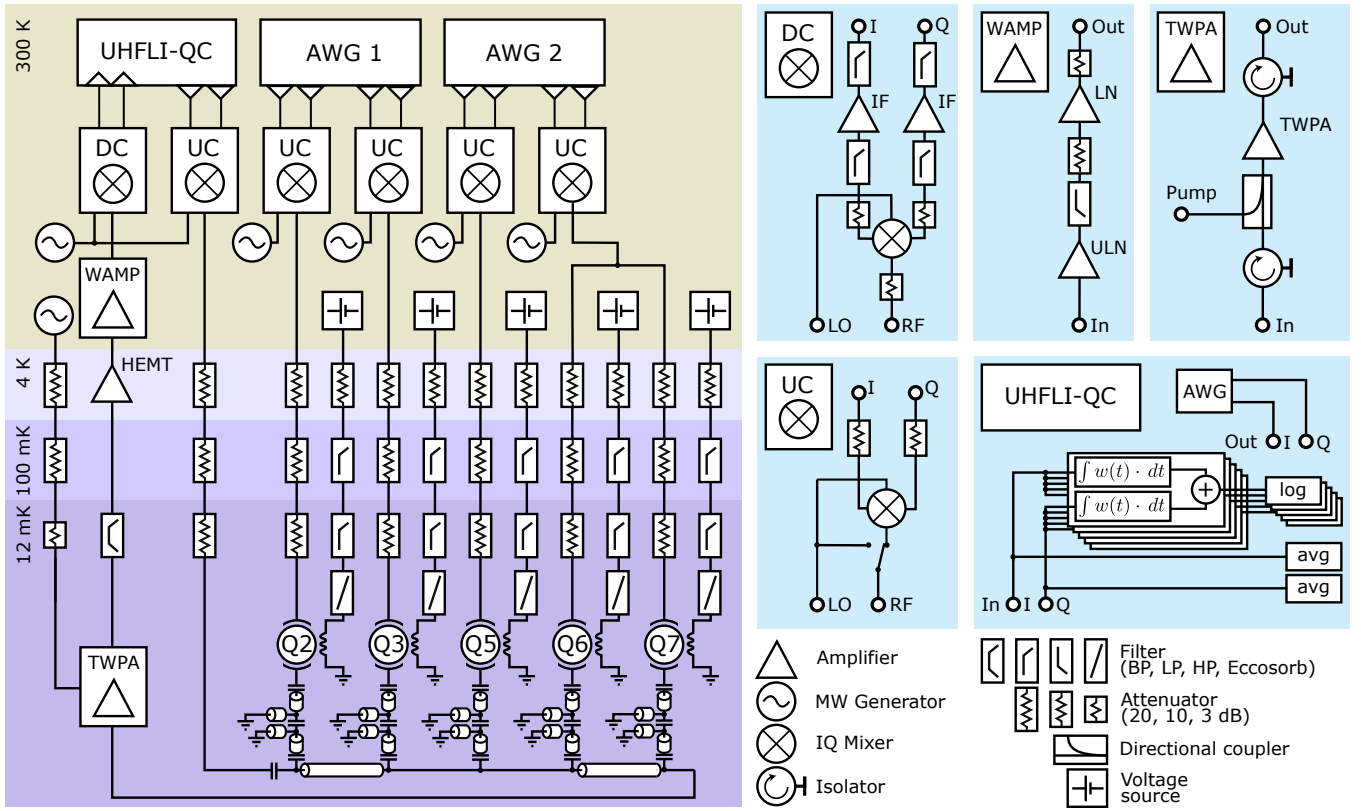 300 K
UHFLI-QC
AWG 1
AWG 2
DC
UC
UC
UC
UC
UC
WAMP
4 K
HEMT
100 mK
12 mK
Q2
Q3
Q5
Q6
Q7
TWPA
DC
I
Q
IF
IF
LO
RF
WAMP
Out
LN
ULN
In
TWPA
Out
TWPA
Pump
In
UC
I
Q
LO
RF
UHFLI-QC
AWG
Out I Q
∫ w(t) · dt
∫ w(t) · dt
+
log
avg
avg
In I Q
Amplifier
MW Generator
IQ Mixer
Isolator
Filter
(BP, LP, HP, Eccosorb)
Attenuator
(20, 10, 3 dB)
Directional coupler
Voltage
source